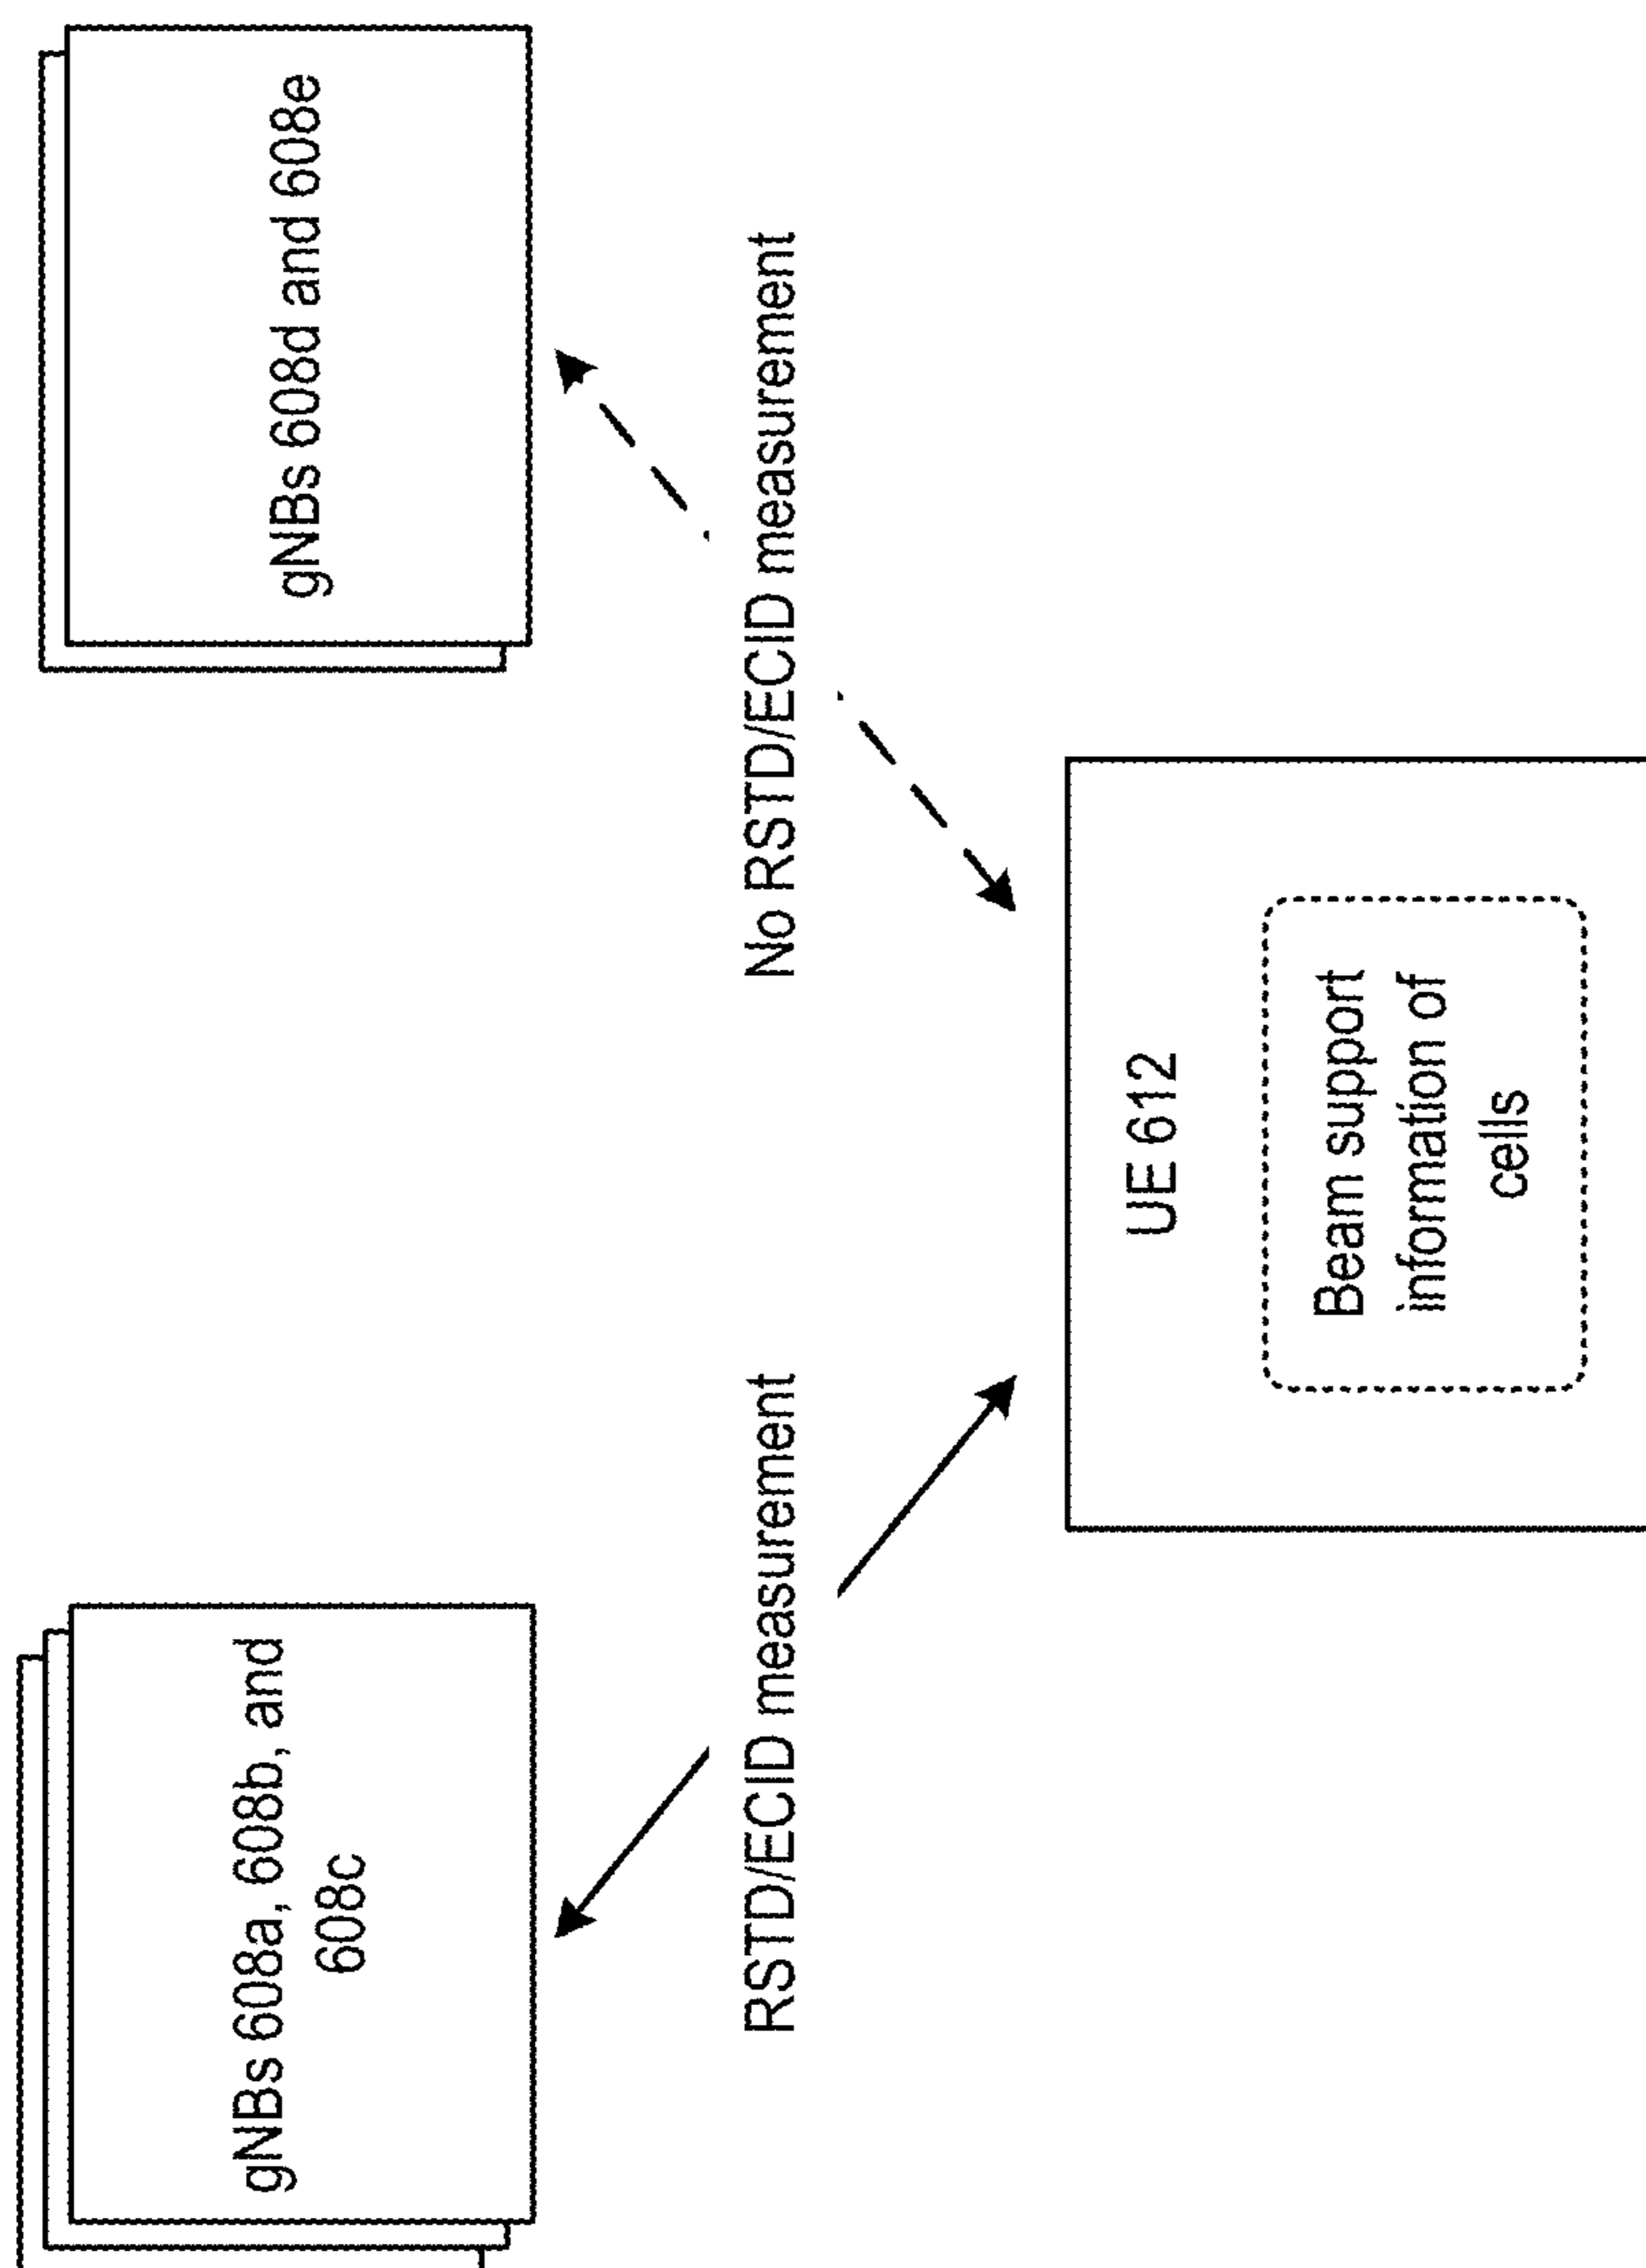 gNBs 608a, 608b, and
608c
gNBs 608d and 608e
RSTD/ECID measurement
No RSTD/ECID measurement
UE 612
Beam support
information of
cells